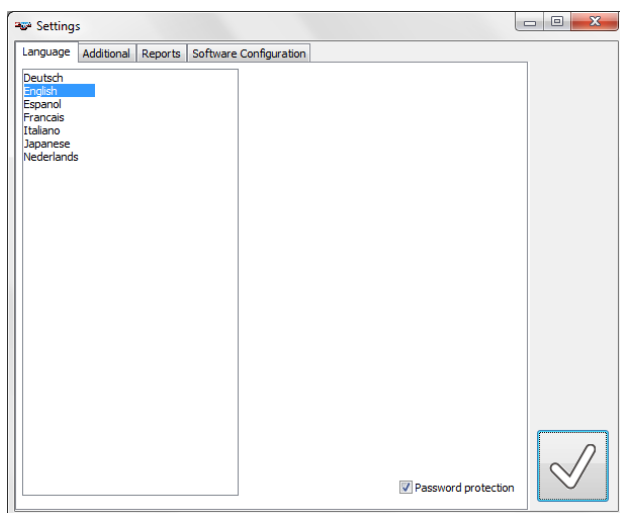 Settings
Language Additional Reports Software Configuration
Deutsch
English
Espanol
Francais
Italiano
Japanese
Nederlands
Password protection